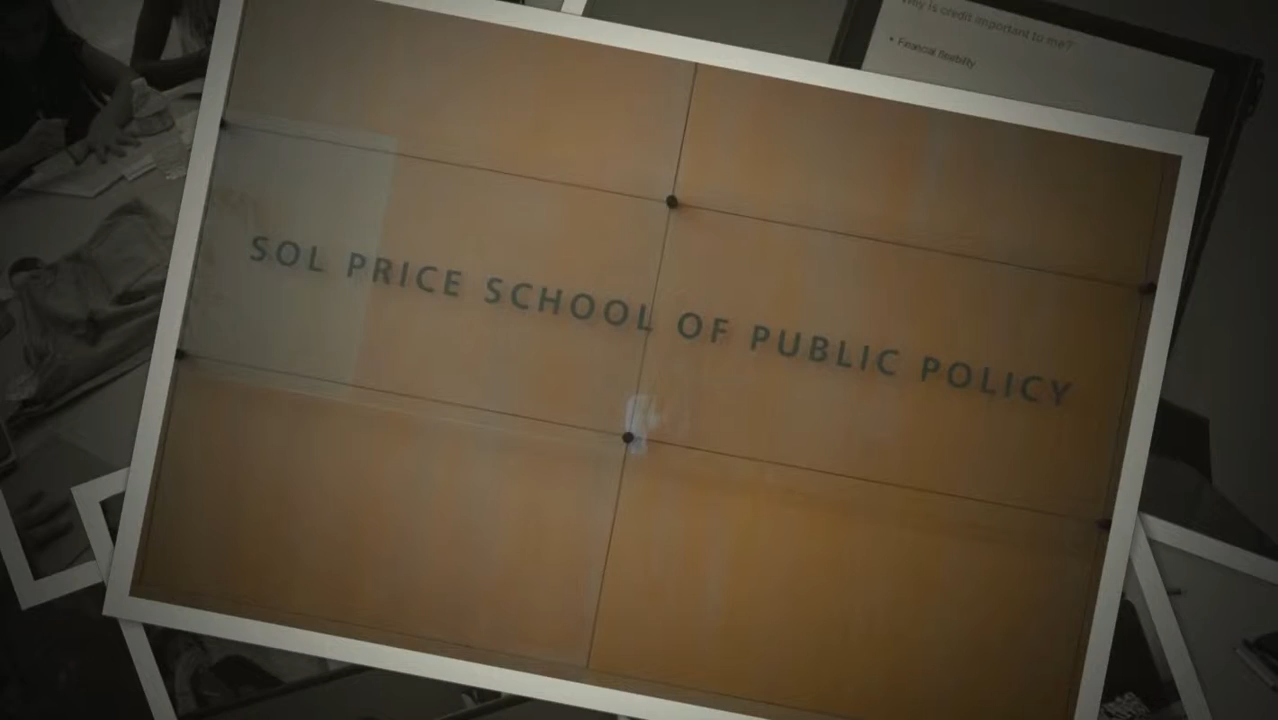 Why is credit important to me?
• Financial flexibility
SOL PRICE SCHOOL OF PUBLIC POLICY